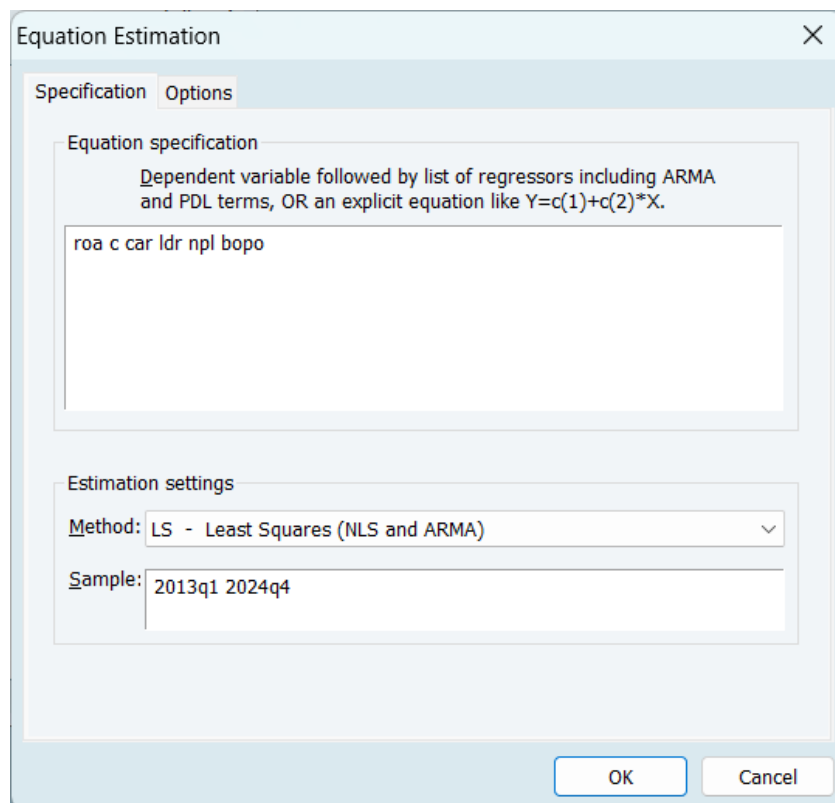 Equation Estimation
Specification Options
Equation specification
Dependent variable followed by list of regressors including ARMA
and PDL terms, OR an explicit equation like Y=c(1)+c(2)*X.
roa c car ldr npl bopo
Estimation settings
Method: LS - Least Squares (NLS and ARMA)
Sample: 2013q1 2024q4
OK Cancel